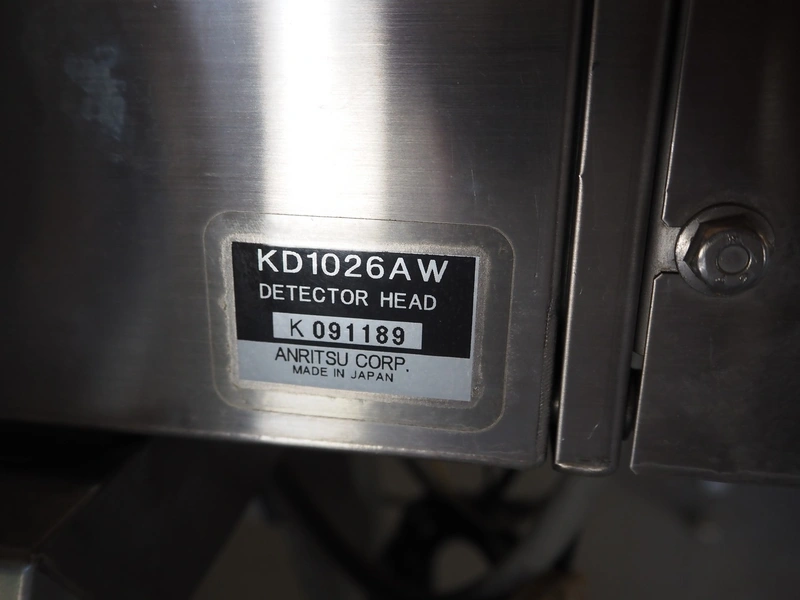 KD1026AW
DETECTOR HEAD
K 091189
ANRITSU CORP.
MADE IN JAPAN